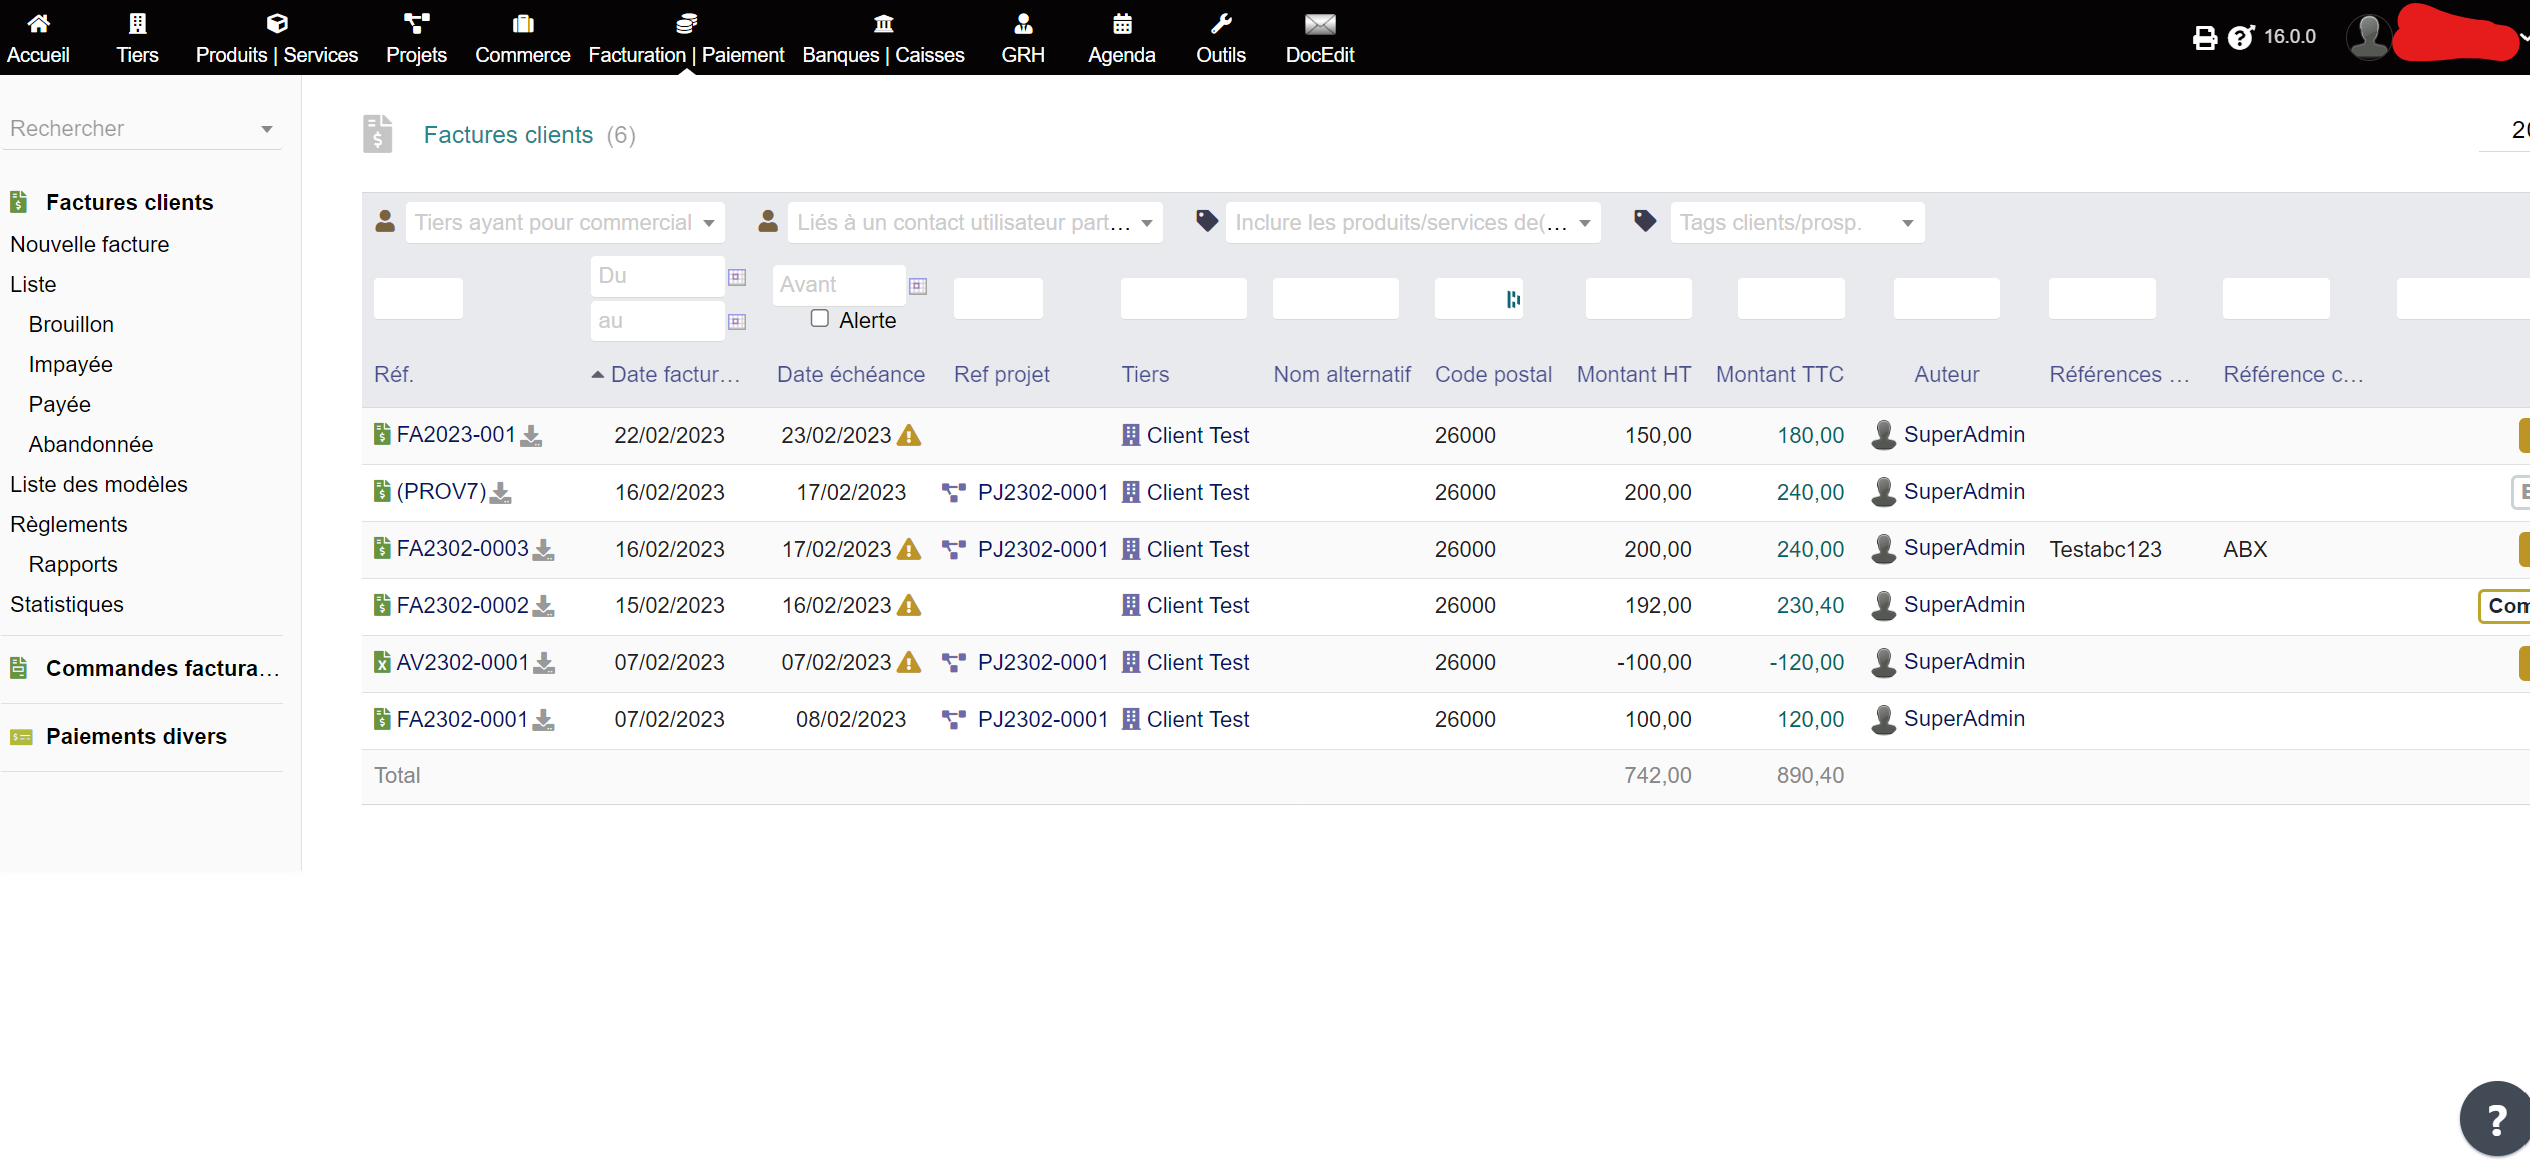 Accueil Tiers Produits | Services Projets Commerce Facturation | Paiement Banques | Caisses GRH Agenda Outils DocEdit 16.0.0
Rechercher
Factures clients
Nouvelle facture
Liste
Brouillon
Impayée
Payée
Abandonnée
Liste des modèles
Règlements
Rapports
Statistiques
Commandes factura...
Paiements divers
Factures clients (6)
Tiers ayant pour commercial Liés à un contact utilisateur part... Inclure les produits/services de(... Tags clients/prosp.
Du
au
Avant
Alerte
Réf. Date factur... Date échéance Ref projet Tiers Nom alternatif Code postal Montant HT Montant TTC Auteur Références ... Référence c...
FA2023-001 22/02/2023 23/02/2023 Client Test 26000 150,00 180,00 SuperAdmin
(PROV7) 16/02/2023 17/02/2023 PJ2302-0001 Client Test 26000 200,00 240,00 SuperAdmin
FA2302-0003 16/02/2023 17/02/2023 PJ2302-0001 Client Test 26000 200,00 240,00 SuperAdmin Testabc123 ABX
FA2302-0002 15/02/2023 16/02/2023 Client Test 26000 192,00 230,40 SuperAdmin
AV2302-0001 07/02/2023 07/02/2023 PJ2302-0001 Client Test 26000 -100,00 -120,00 SuperAdmin
FA2302-0001 07/02/2023 08/02/2023 PJ2302-0001 Client Test 26000 100,00 120,00 SuperAdmin
Total 742,00 890,40
?